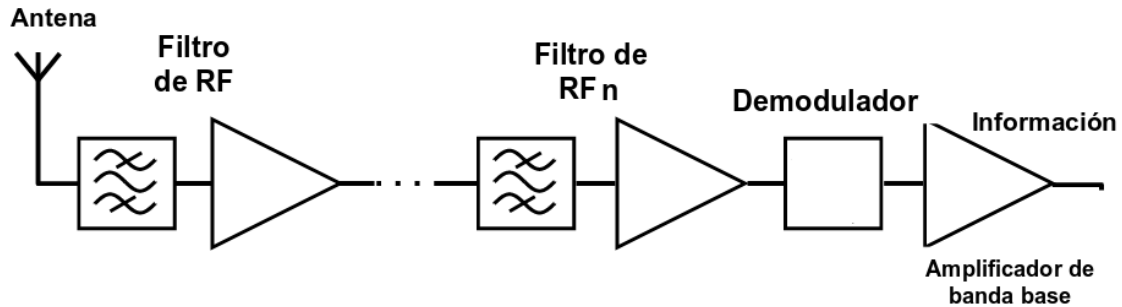 Antena
Filtro
de RF
Filtro de
RF n
Demodulador
Información
Amplificador de
banda base